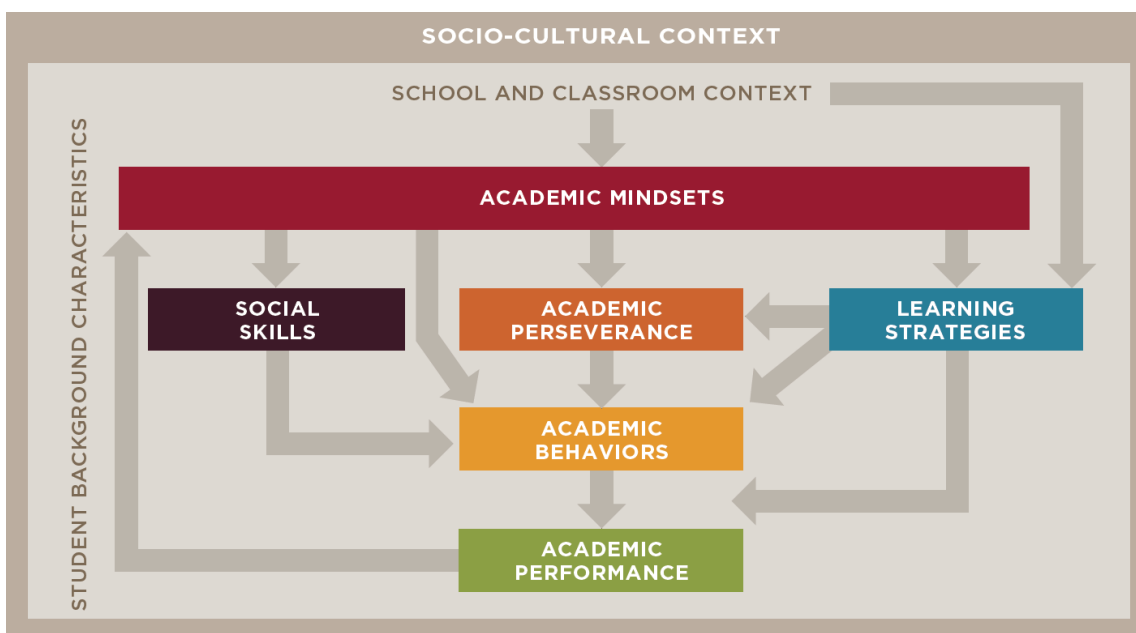 SOCIO-CULTURAL CONTEXT
SCHOOL AND CLASSROOM CONTEXT
STUDENT BACKGROUND CHARACTERISTICS
ACADEMIC MINDSETS
SOCIAL
SKILLS
ACADEMIC
PERSEVERANCE
LEARNING
STRATEGIES
ACADEMIC
BEHAVIORS
ACADEMIC
PERFORMANCE